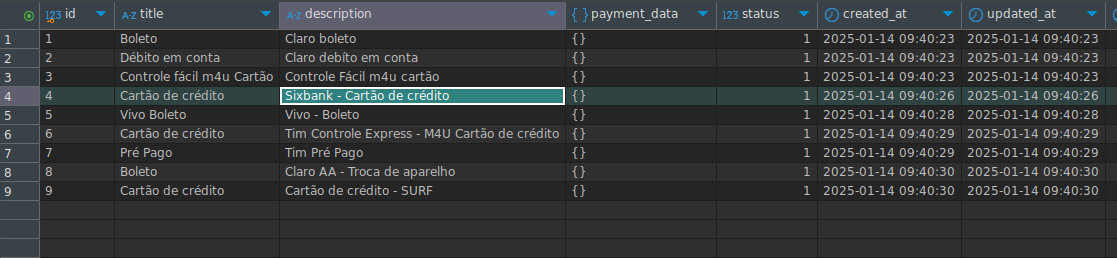 123 id A-Z title A-Z description {} payment_data 123 status created_at updated_at
1 1 Boleto Claro boleto {} 1 2025-01-14 09:40:23 2025-01-14 09:40:23
2 2 Débito em conta Claro debíto em conta {} 1 2025-01-14 09:40:23 2025-01-14 09:40:23
3 3 Controle fácil m4u Cartão Controle Fácil m4u cartão {} 1 2025-01-14 09:40:23 2025-01-14 09:40:23
4 4 Cartão de crédito Sixbank - Cartão de crédito {} 1 2025-01-14 09:40:26 2025-01-14 09:40:26
5 5 Vivo Boleto Vivo - Boleto {} 1 2025-01-14 09:40:28 2025-01-14 09:40:28
6 6 Cartão de crédito Tim Controle Express - M4U Cartão de crédito {} 1 2025-01-14 09:40:29 2025-01-14 09:40:29
7 7 Pré Pago Tim Pré Pago {} 1 2025-01-14 09:40:29 2025-01-14 09:40:29
8 8 Boleto Claro AA - Troca de aparelho {} 1 2025-01-14 09:40:30 2025-01-14 09:40:30
9 9 Cartão de crédito Cartão de crédito - SURF {} 1 2025-01-14 09:40:30 2025-01-14 09:40:30